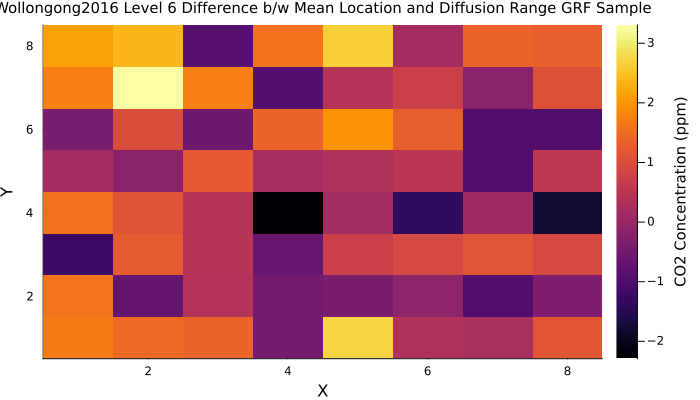 Wollongong2016 Level 6 Difference b/w Mean Location and Diffusion Range GRF Sample
8
6
4
2
Y
2 4 6 8
X
3
2
1
0
−1
−2
CO2 Concentration (ppm)